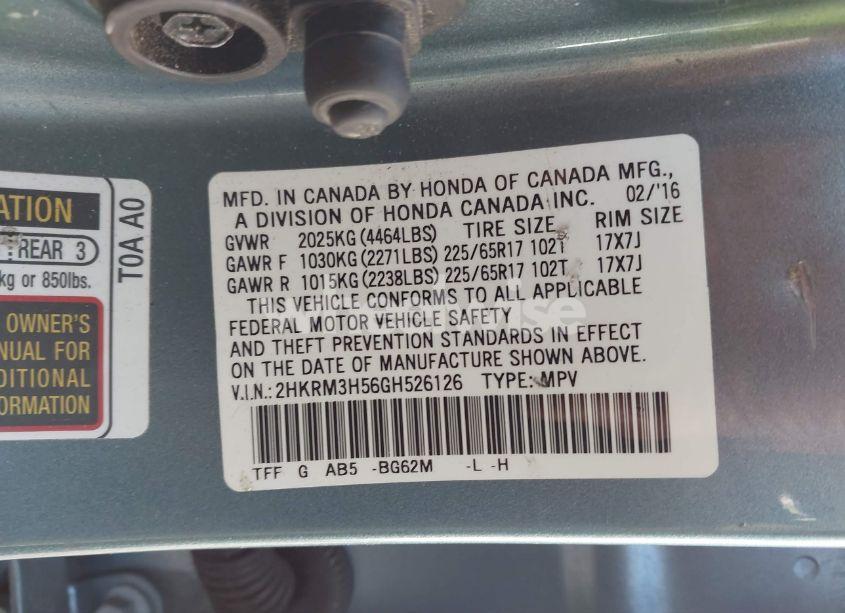 MFD. IN CANADA BY HONDA OF CANADA MFG.,
A DIVISION OF HONDA CANADA INC. 02/'16
GVWR 2025KG(4464LBS) TIRE SIZE RIM SIZE
GAWR F 1030KG(2271LBS) 225/65R17 102T 17X7J
GAWR R 1015KG(2238LBS) 225/65R17 102T 17X7J
THIS VEHICLE CONFORMS TO ALL APPLICABLE
FEDERAL MOTOR VEHICLE SAFETY
AND THEFT PREVENTION STANDARDS IN EFFECT
ON THE DATE OF MANUFACTURE SHOWN ABOVE.
V.I.N.: 2HKRM3H56GH526126 TYPE: MPV
TFF G AB5 -BG62M -L -H
ATION
REAR 3
kg or 850lbs.
OWNER'S
NUAL FOR
DITIONAL
FORMATION
T0A A0